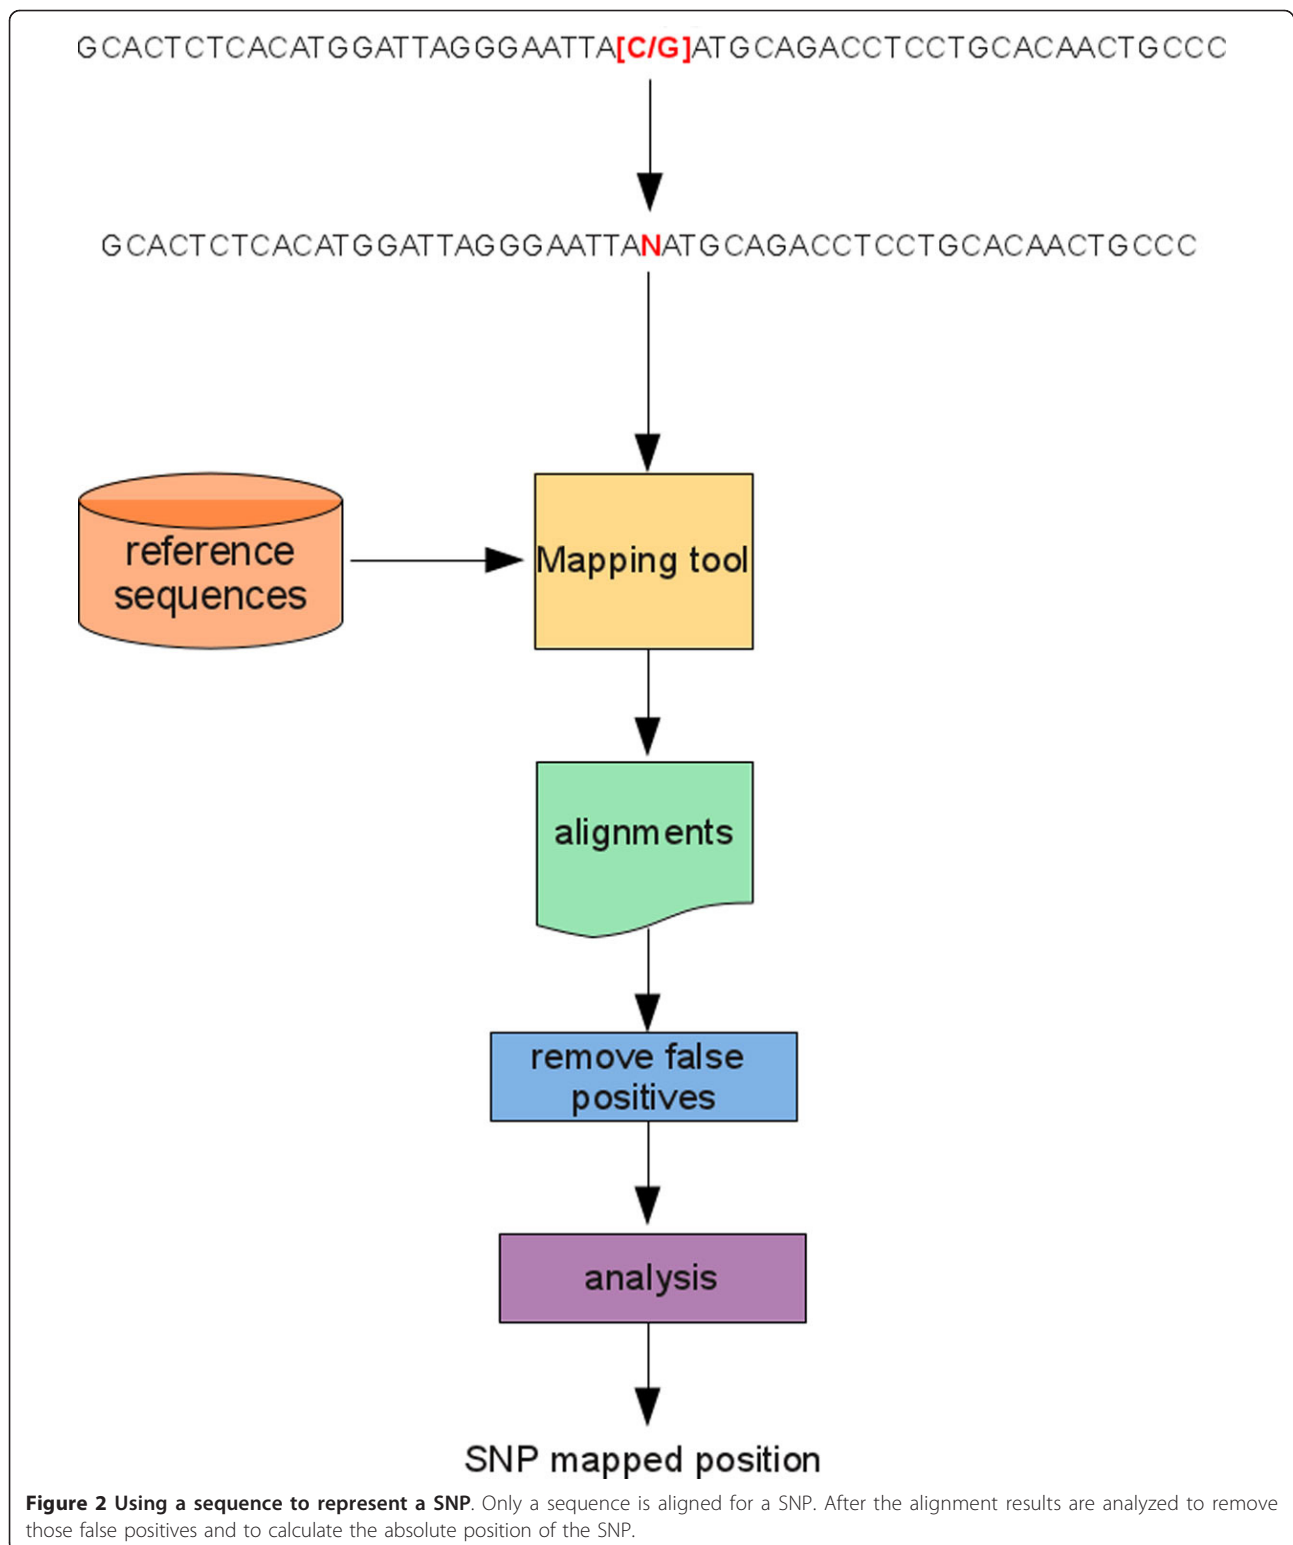 GCACTCTCACATGGATTAGGGAATTA[C/G]ATGCAGACCTCCTGCACAACTGCCC
GCACTCTCACATGGATTAGGGAATTANATGCAGACCTCCTGCACAACTGCCC
reference
sequences
Mapping tool
alignments
remove false
positives
analysis
SNP mapped position
Figure 2 Using a sequence to represent a SNP. Only a sequence is aligned for a SNP. After the alignment results are analyzed to remove
those false positives and to calculate the absolute position of the SNP.